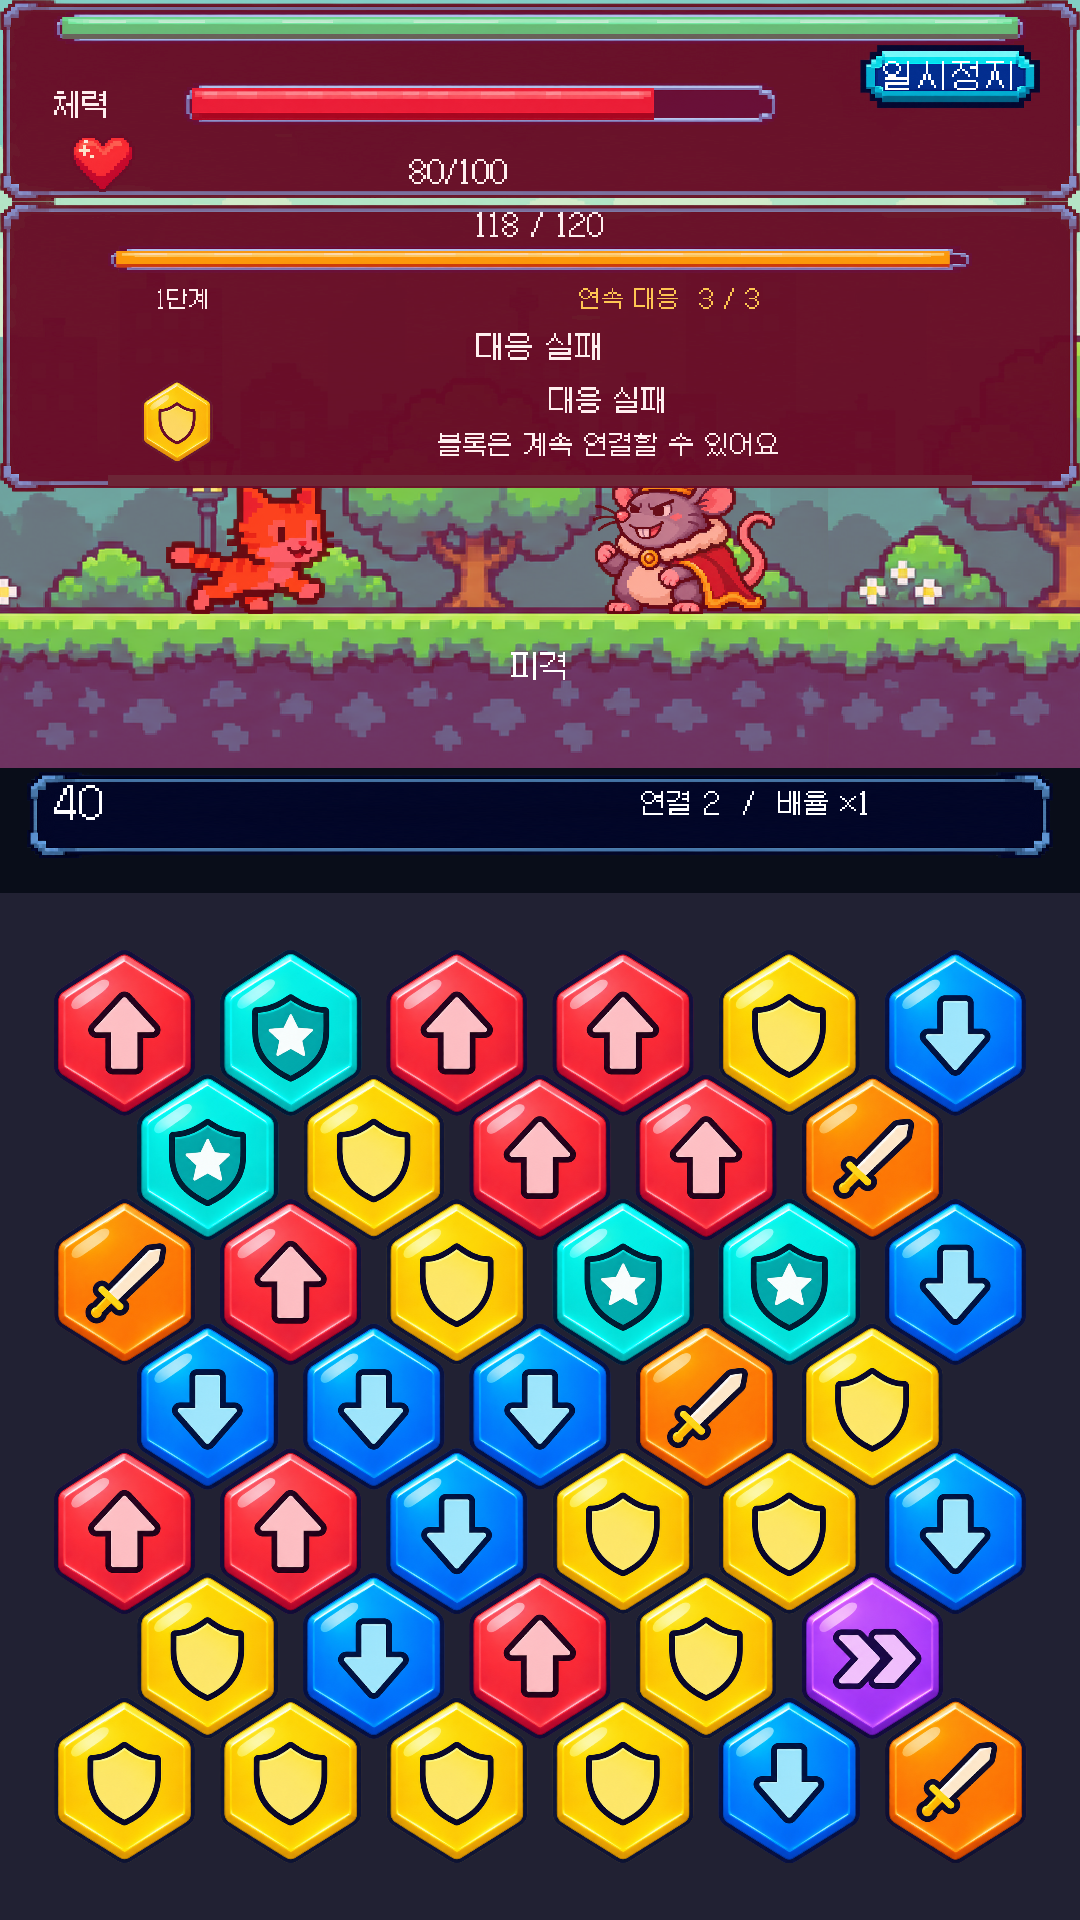 일시정지
체력
80/100
118 / 120
1단계
연속 대응 3 / 3
대응 실패
대응 실패
블록은 계속 연결할 수 있어요
피격
40
연결 2 / 배율 ×1